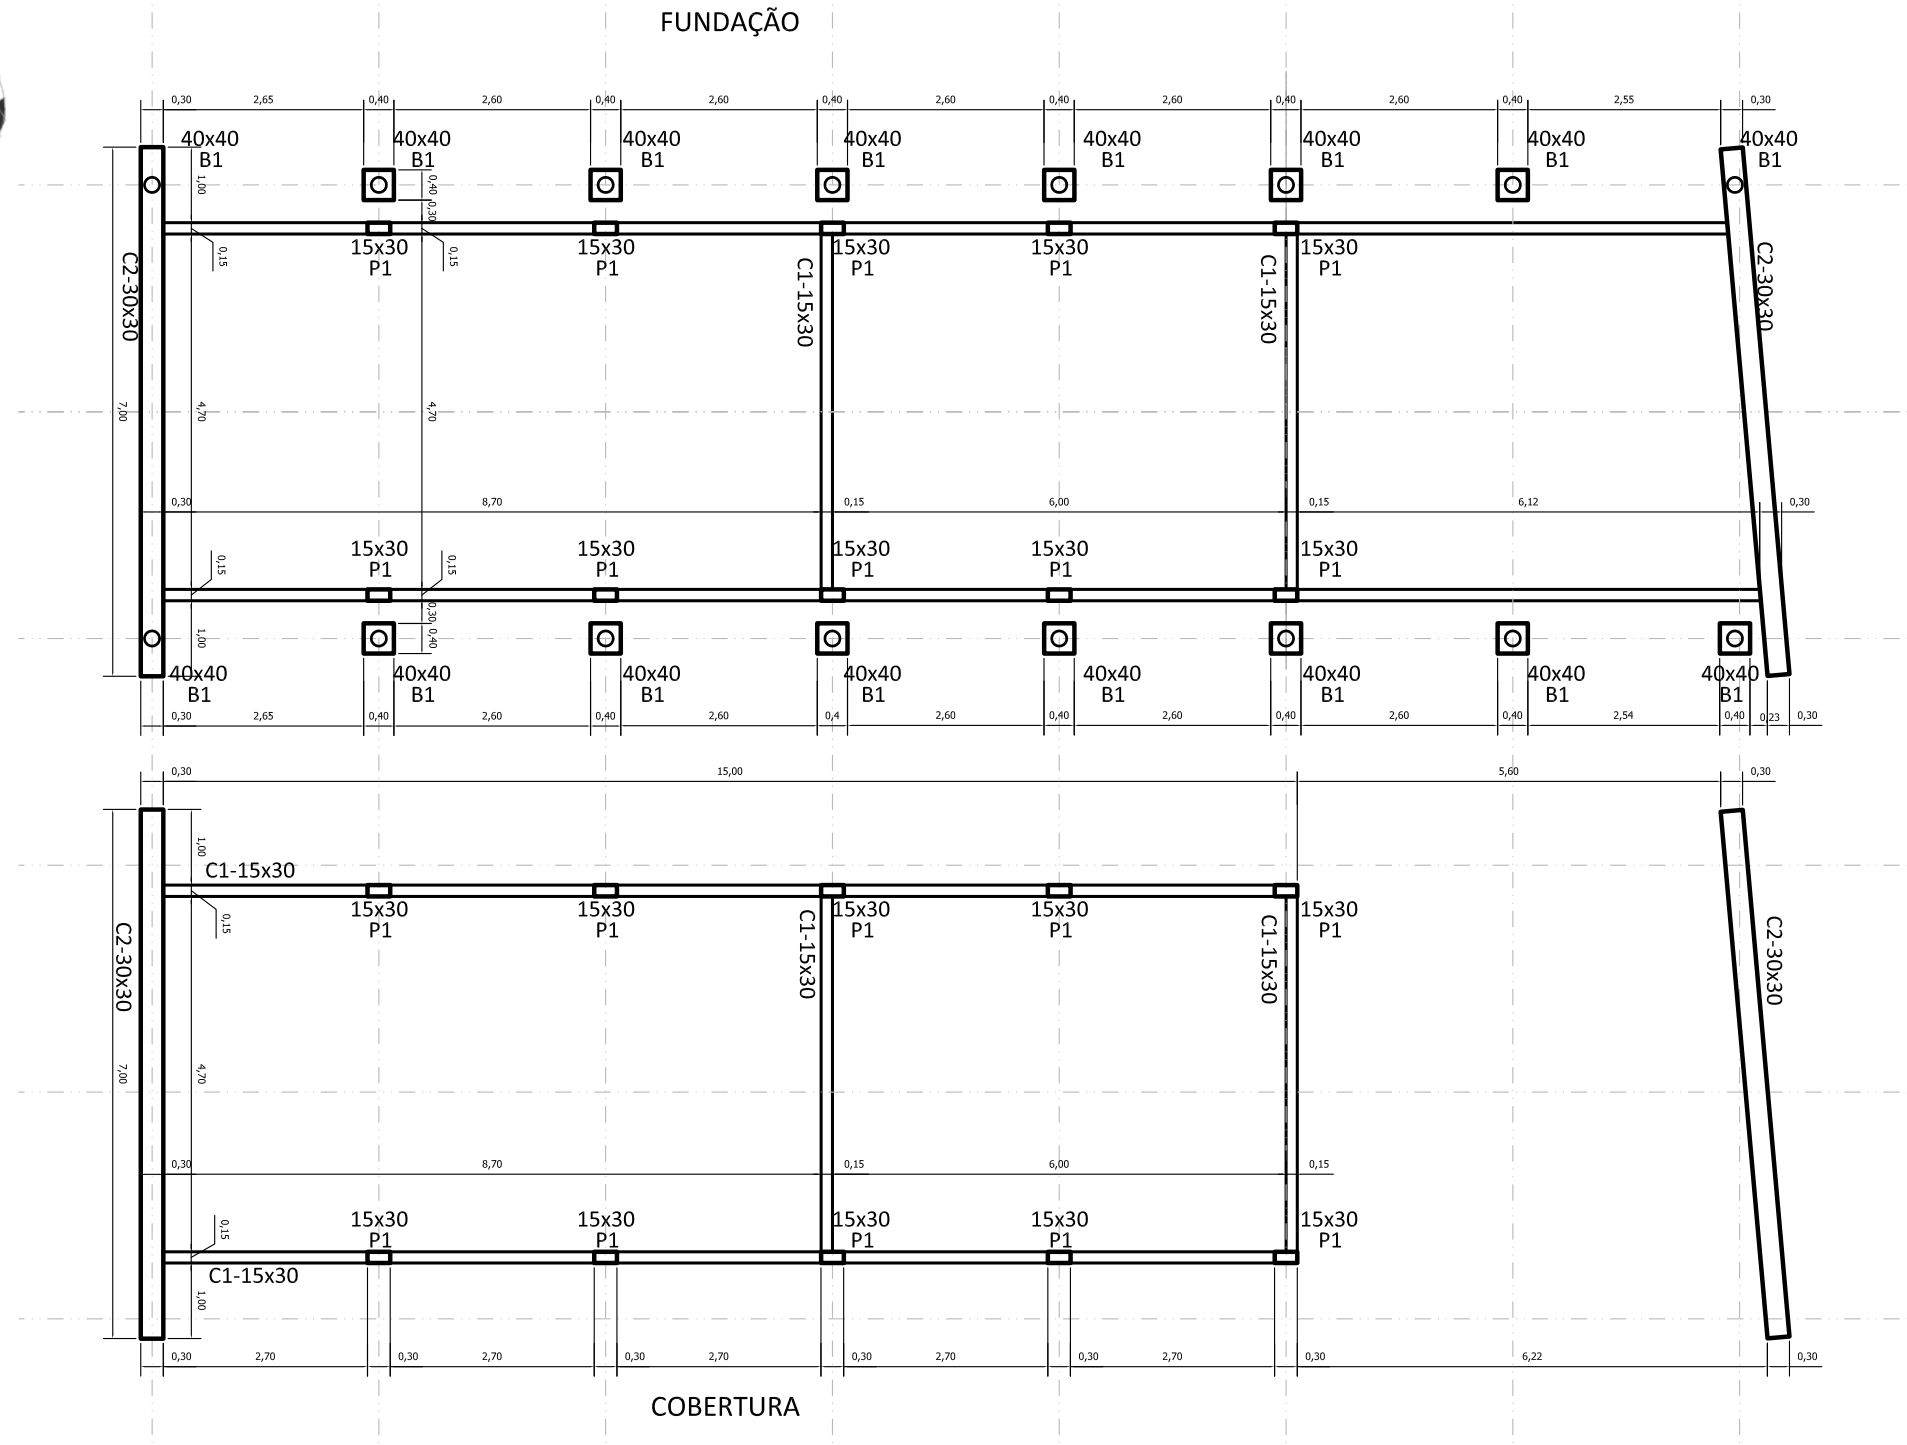 FUNDAÇÃO
0,30 2,65 0,40 2,60 0,40 2,60 0,40 2,60 0,40 2,60 0,40 2,60 0,40 2,55 0,30
40x40 40x40 40x40 40x40 40x40 40x40 40x40 40x40
B1 B1 B1 B1 B1 B1 B1 B1
1,00 0,40
0,30
15x30 15x30 15x30 15x30 15x30
P1 P1 P1 P1 P1
0,15 0,15
C2-30x30 C1-15x30 C1-15x30 C2-30x30
7,00 4,70 4,70
0,30 8,70 0,15 6,00 0,15 6,12 0,30
15x30 15x30 15x30 15x30 15x30
P1 P1 P1 P1 P1
0,15 0,15
0,30
1,00 0,40
40x40 40x40 40x40 40x40 40x40 40x40 40x40 40x40
B1 B1 B1 B1 B1 B1 B1 B1
0,30 2,65 0,40 2,60 0,40 2,60 0,4 2,60 0,40 2,60 0,40 2,60 0,40 2,54 0,40 0,23 0,30
0,30 15,00 5,60 0,30
1,00
C1-15x30
15x30 15x30 15x30 15x30 15x30
P1 P1 P1 P1 P1
0,15
C2-30x30 C1-15x30 C1-15x30 C2-30x30
7,00 4,70
0,30 8,70 0,15 6,00 0,15
15x30 15x30 15x30 15x30 15x30
P1 P1 P1 P1 P1
0,15
C1-15x30
1,00
0,30 2,70 0,30 2,70 0,30 2,70 0,30 2,70 0,30 2,70 0,30 6,22 0,30
COBERTURA